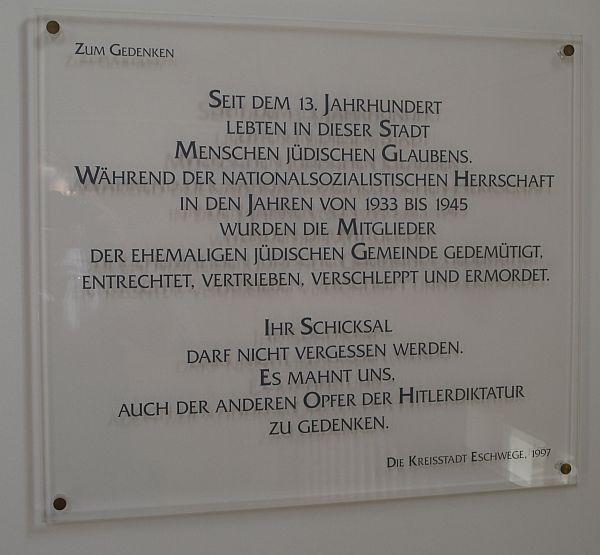 Zum Gedenken
Seit dem 13. Jahrhundert
lebten in dieser Stadt
Menschen jüdischen Glaubens.
Während der nationalsozialistischen Herrschaft
in den Jahren von 1933 bis 1945
wurden die Mitglieder
der ehemaligen jüdischen Gemeinde gedemütigt,
entrechtet, vertrieben, verschleppt und ermordet.
Ihr Schicksal
darf nicht vergessen werden.
Es mahnt uns,
auch der anderen Opfer der Hitlerdiktatur
zu gedenken.
Die Kreisstadt Eschwege, 1997